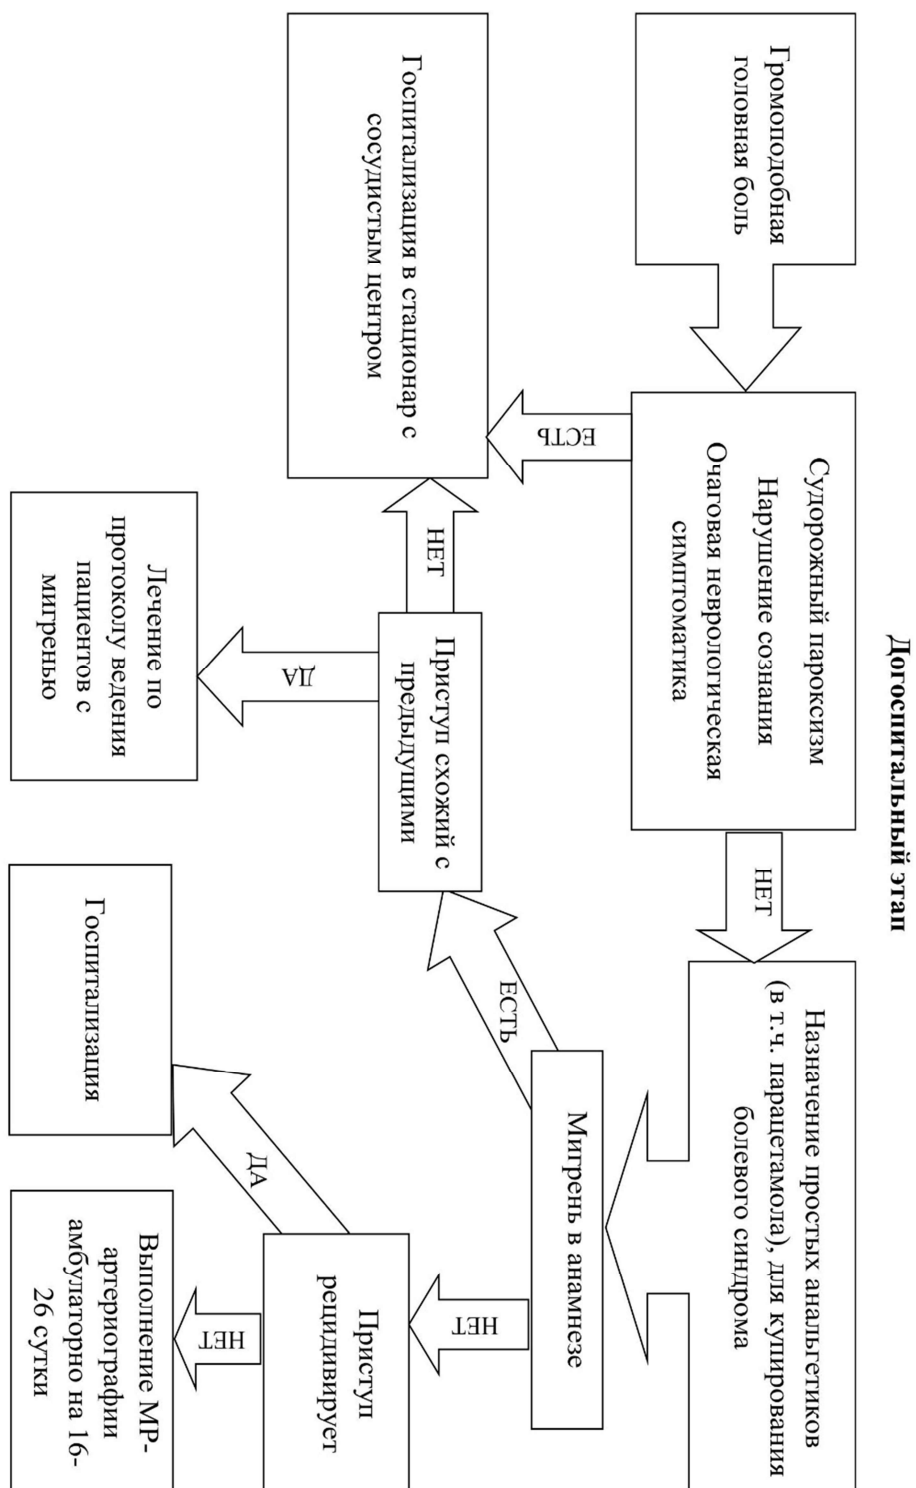 Догоспитальный этап
Громоподобная
головная боль
Судорожный пароксизм
Нарушение сознания
Очаговая неврологическая
симптоматика
НЕТ
Назначение простых анальгетиков
(в т.ч. парацетамола), для купирования
болевого синдрома
ЕСТЬ
Госпитализация в стационар с
сосудистым центром
НЕТ
Приступ схожий с
предыдущими
ЕСТЬ
Мигрень в анамнезе
ДА
НЕТ
Лечение по
протоколу ведения
пациентов с
мигренью
Госпитализация
ДА
Приступ
рецидивирует
НЕТ
Выполнение МР-
артериографии
амбулаторно на 16-
26 сутки